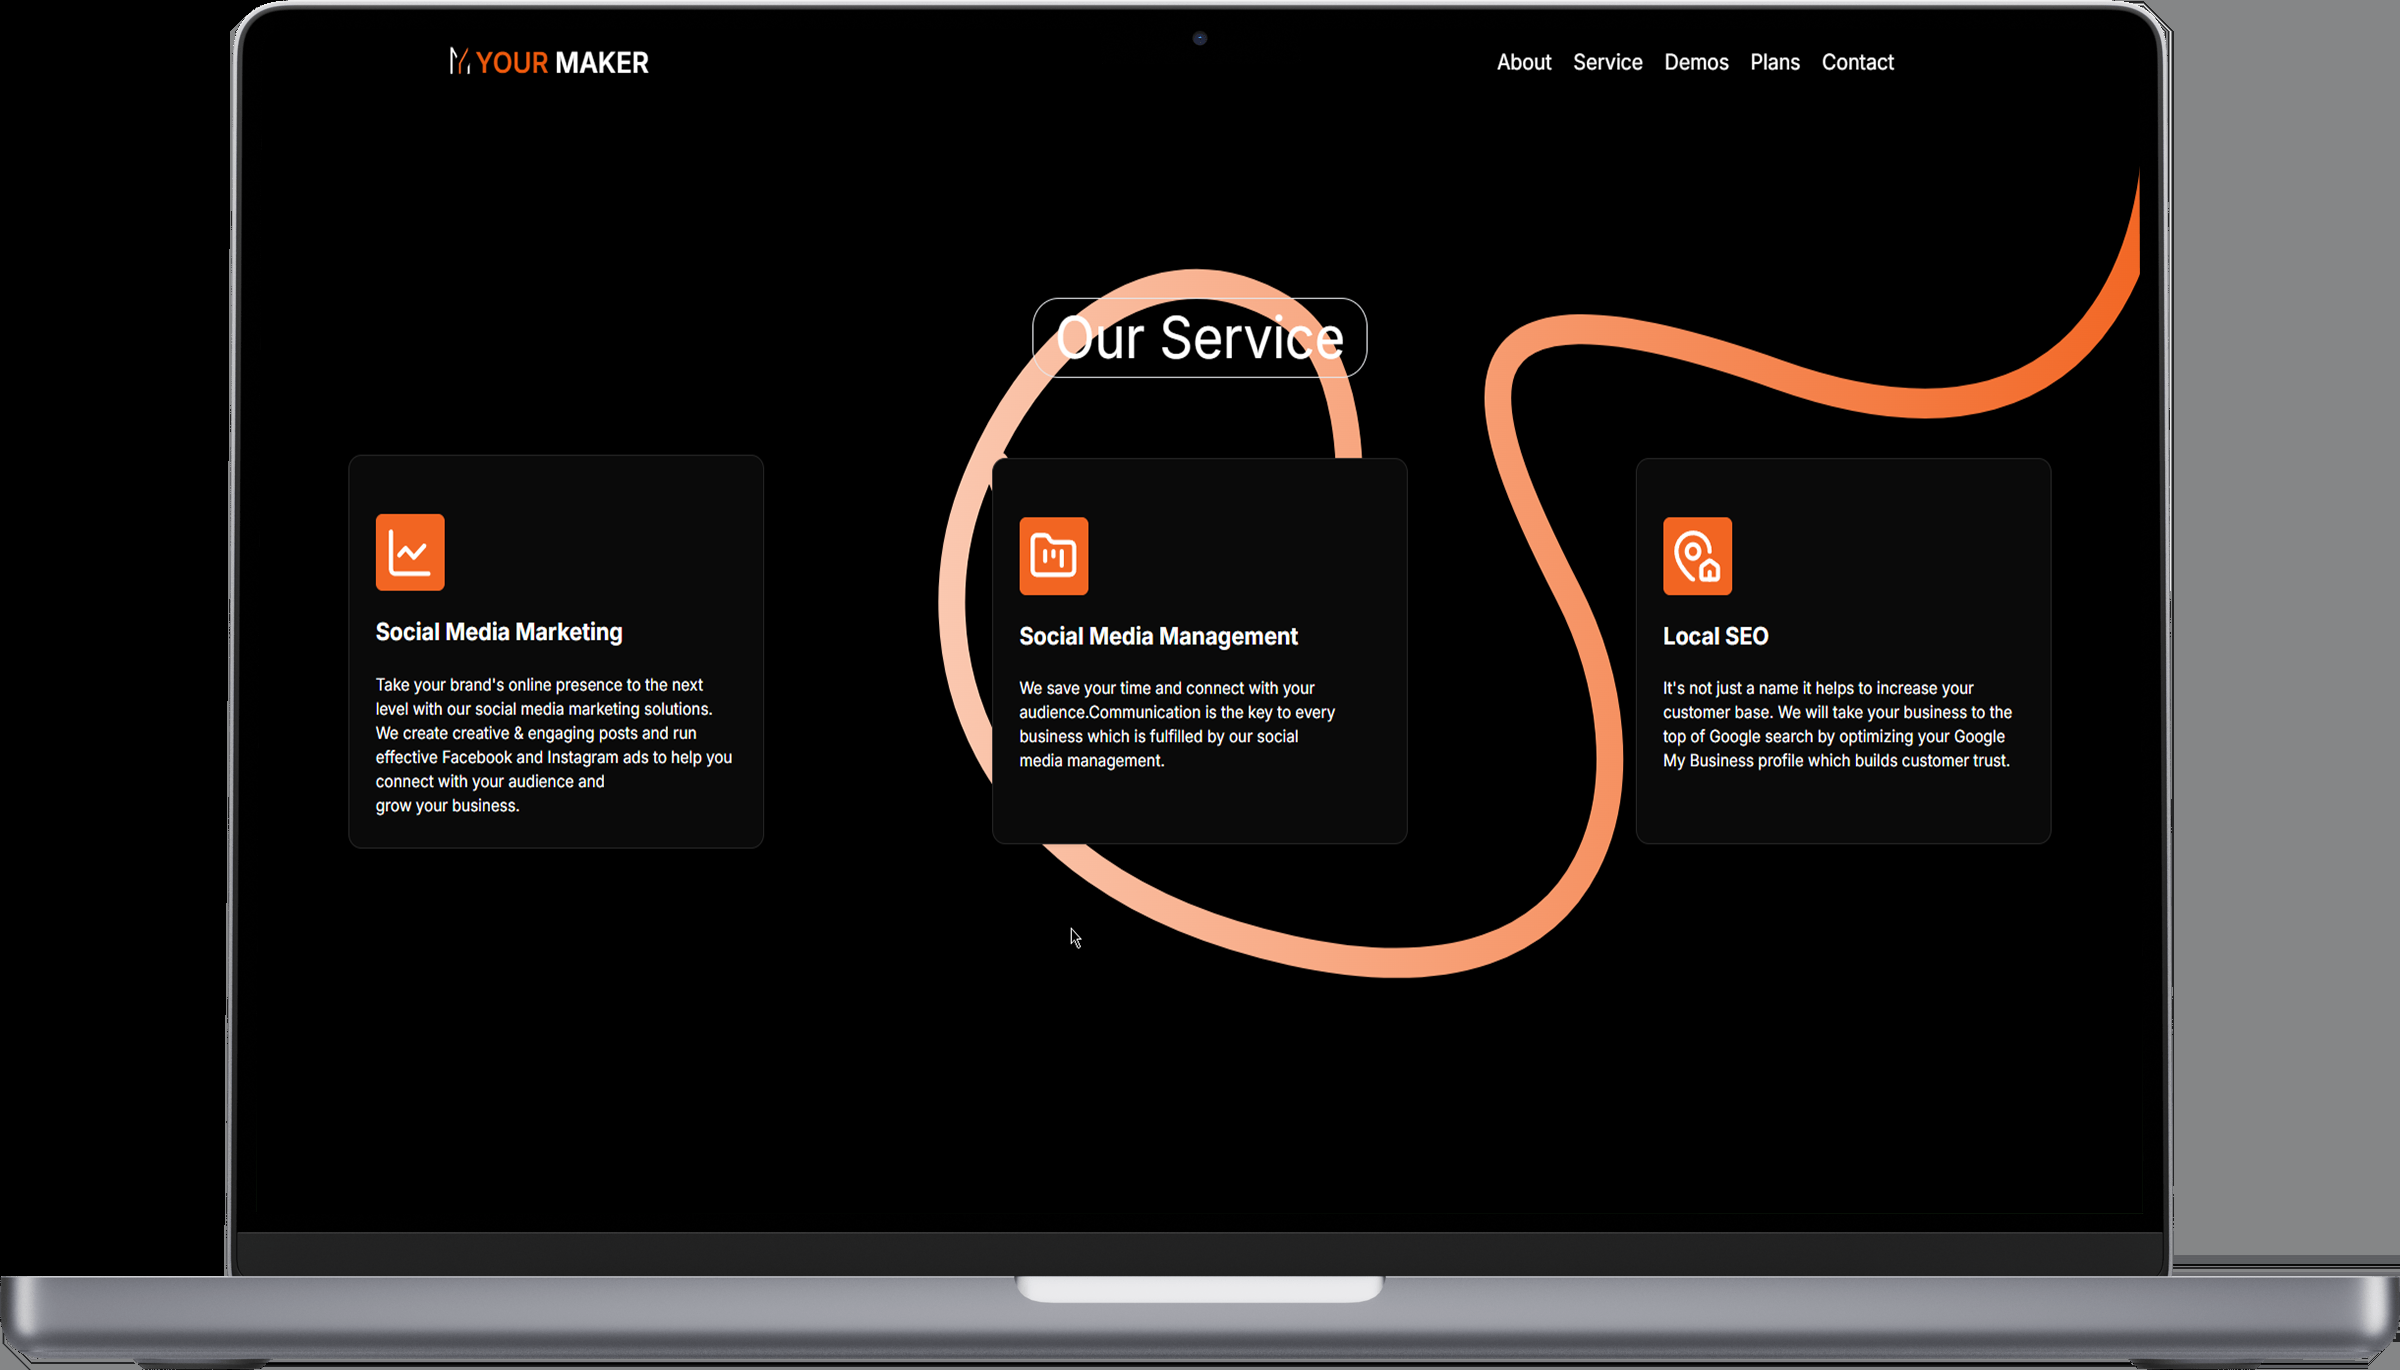 YOUR MAKER
About Service Demos Plans Contact
Our Service
Social Media Marketing
Take your brand's online presence to the next
level with our social media marketing solutions.
We create creative & engaging posts and run
effective Facebook and Instagram ads to help you
connect with your audience and
grow your business.
Social Media Management
We save your time and connect with your
audience.Communication is the key to every
business which is fulfilled by our social
media management.
Local SEO
It's not just a name it helps to increase your
customer base. We will take your business to the
top of Google search by optimizing your Google
My Business profile which builds customer trust.